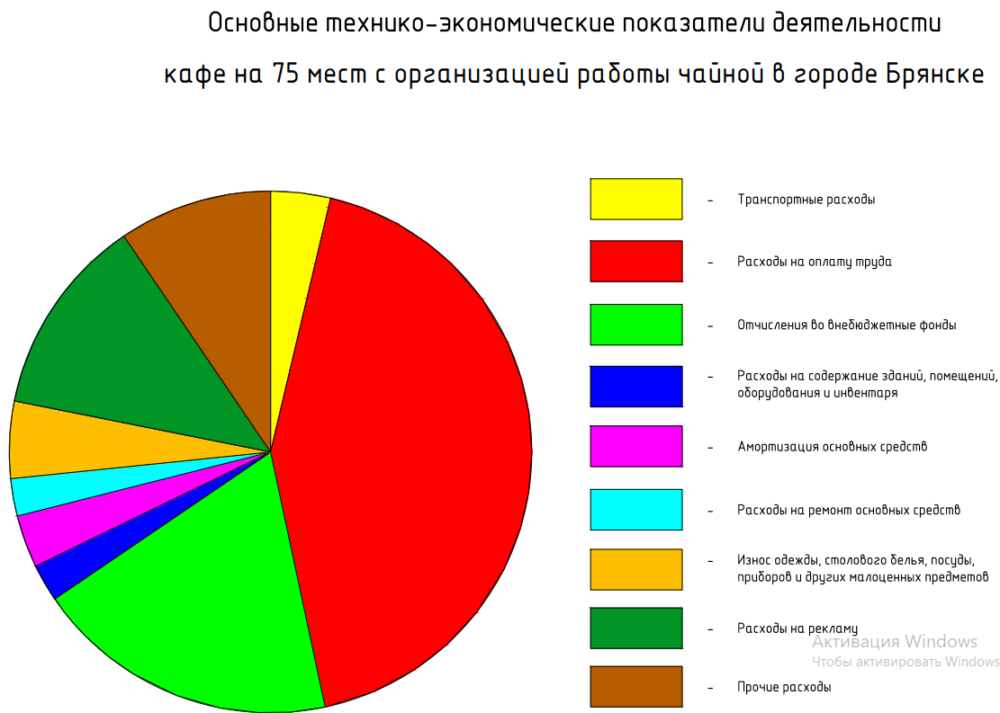 Основные технико-экономические показатели деятельности
кафе на 75 мест с организацией работы чайной в городе Брянске
- Транспортные расходы
- Расходы на оплату труда
- Отчисления во внебюджетные фонды
- Расходы на содержание зданий, помещений,
оборудования и инвентаря
- Амортизация основных средств
- Расходы на ремонт основных средств
- Износ одежды, столового белья, посуды,
приборов и других малоценных предметов
- Расходы на рекламу
Активация Windows
Чтобы активировать Windows
- Прочие расходы